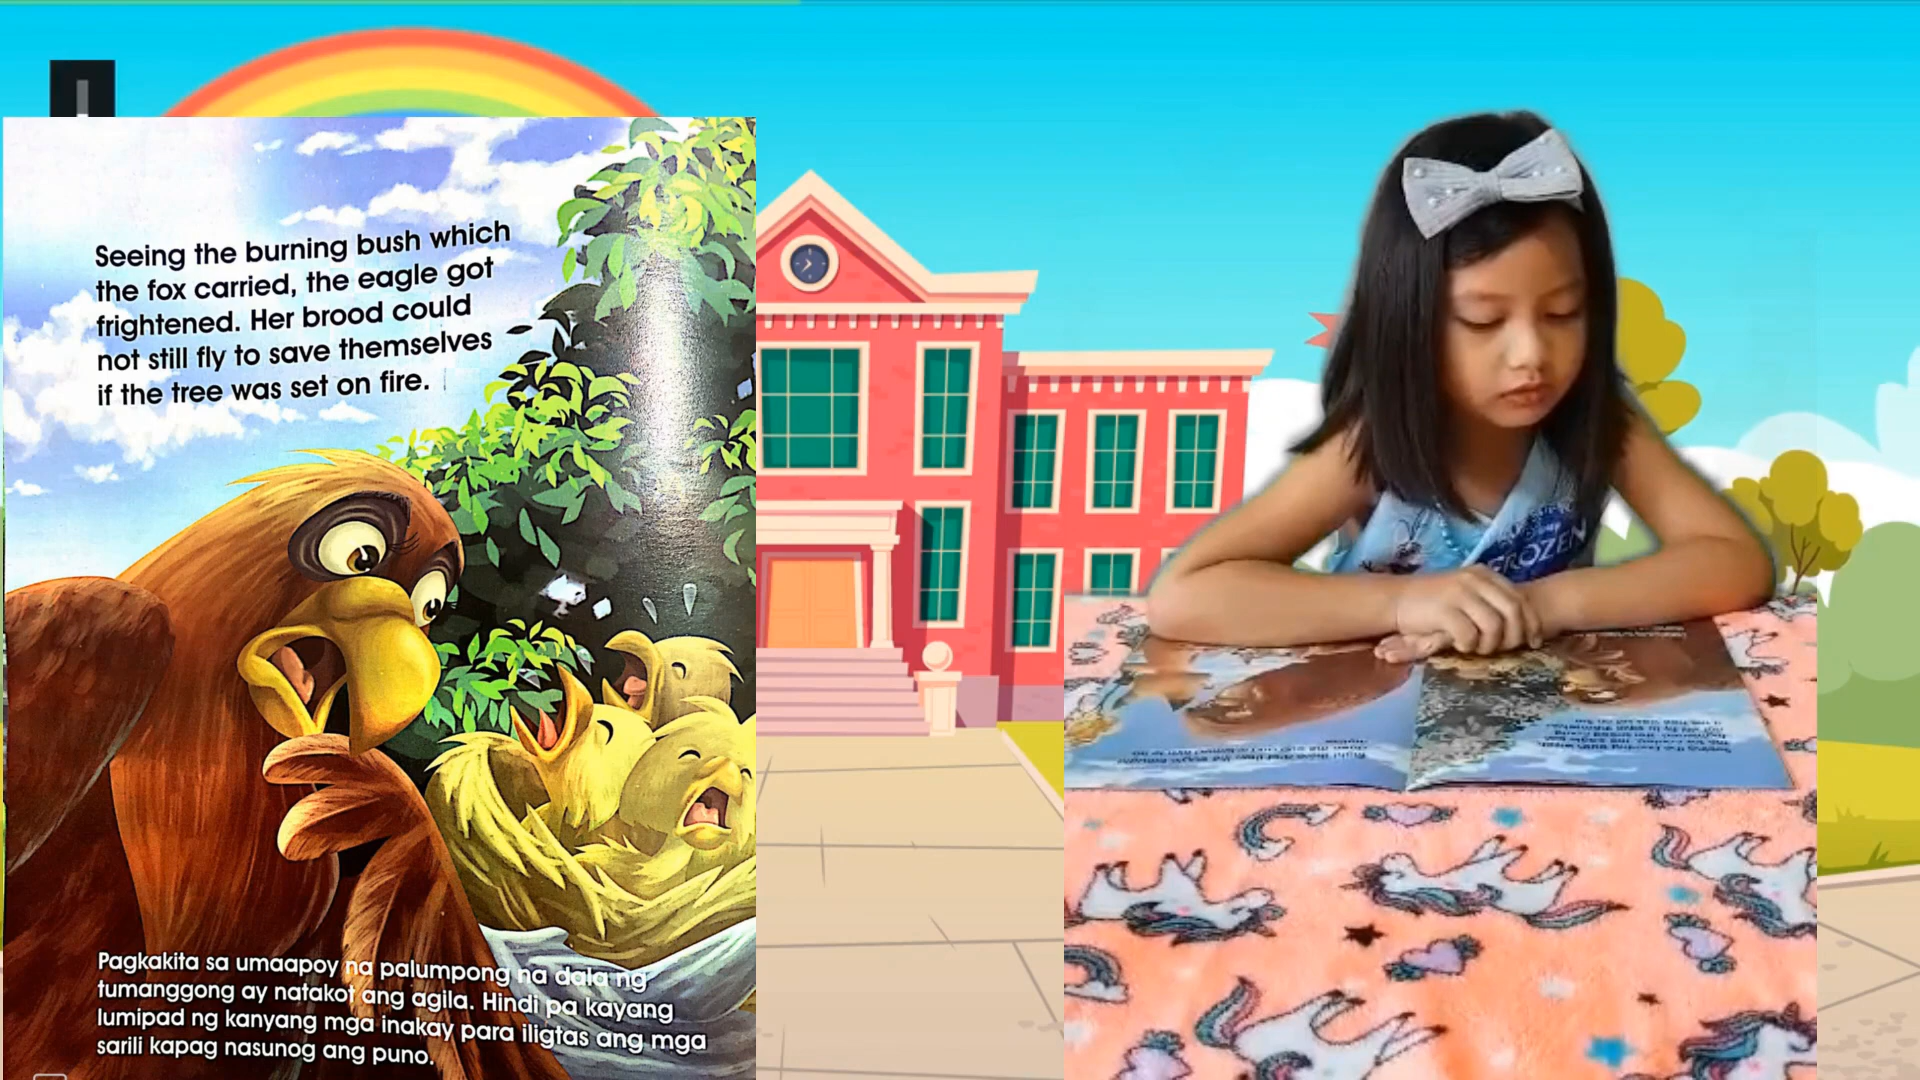 Seeing the burning bush which
the fox carried, the eagle got
frightened. Her brood could
not still fly to save themselves
if the tree was set on fire.
Pagkakita sa umaapoy na palumpong na dala ng
tumanggong ay natakot ang agila. Hindi pa kayang
lumipad ng kanyang mga inakay para iligtas ang mga
sarili kapag nasunog ang puno.
FROZEN